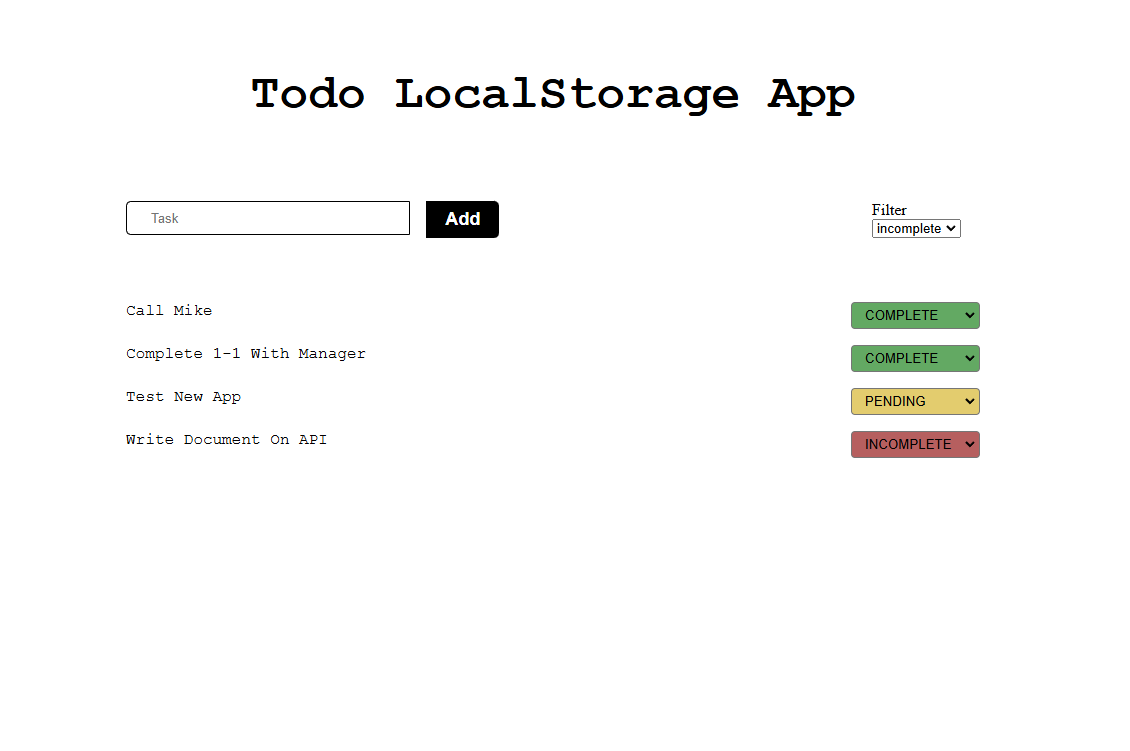 Todo LocalStorage App
Task
Add
Filter
incomplete
Call Mike
COMPLETE
Complete 1-1 With Manager
COMPLETE
Test New App
PENDING
Write Document On API
INCOMPLETE